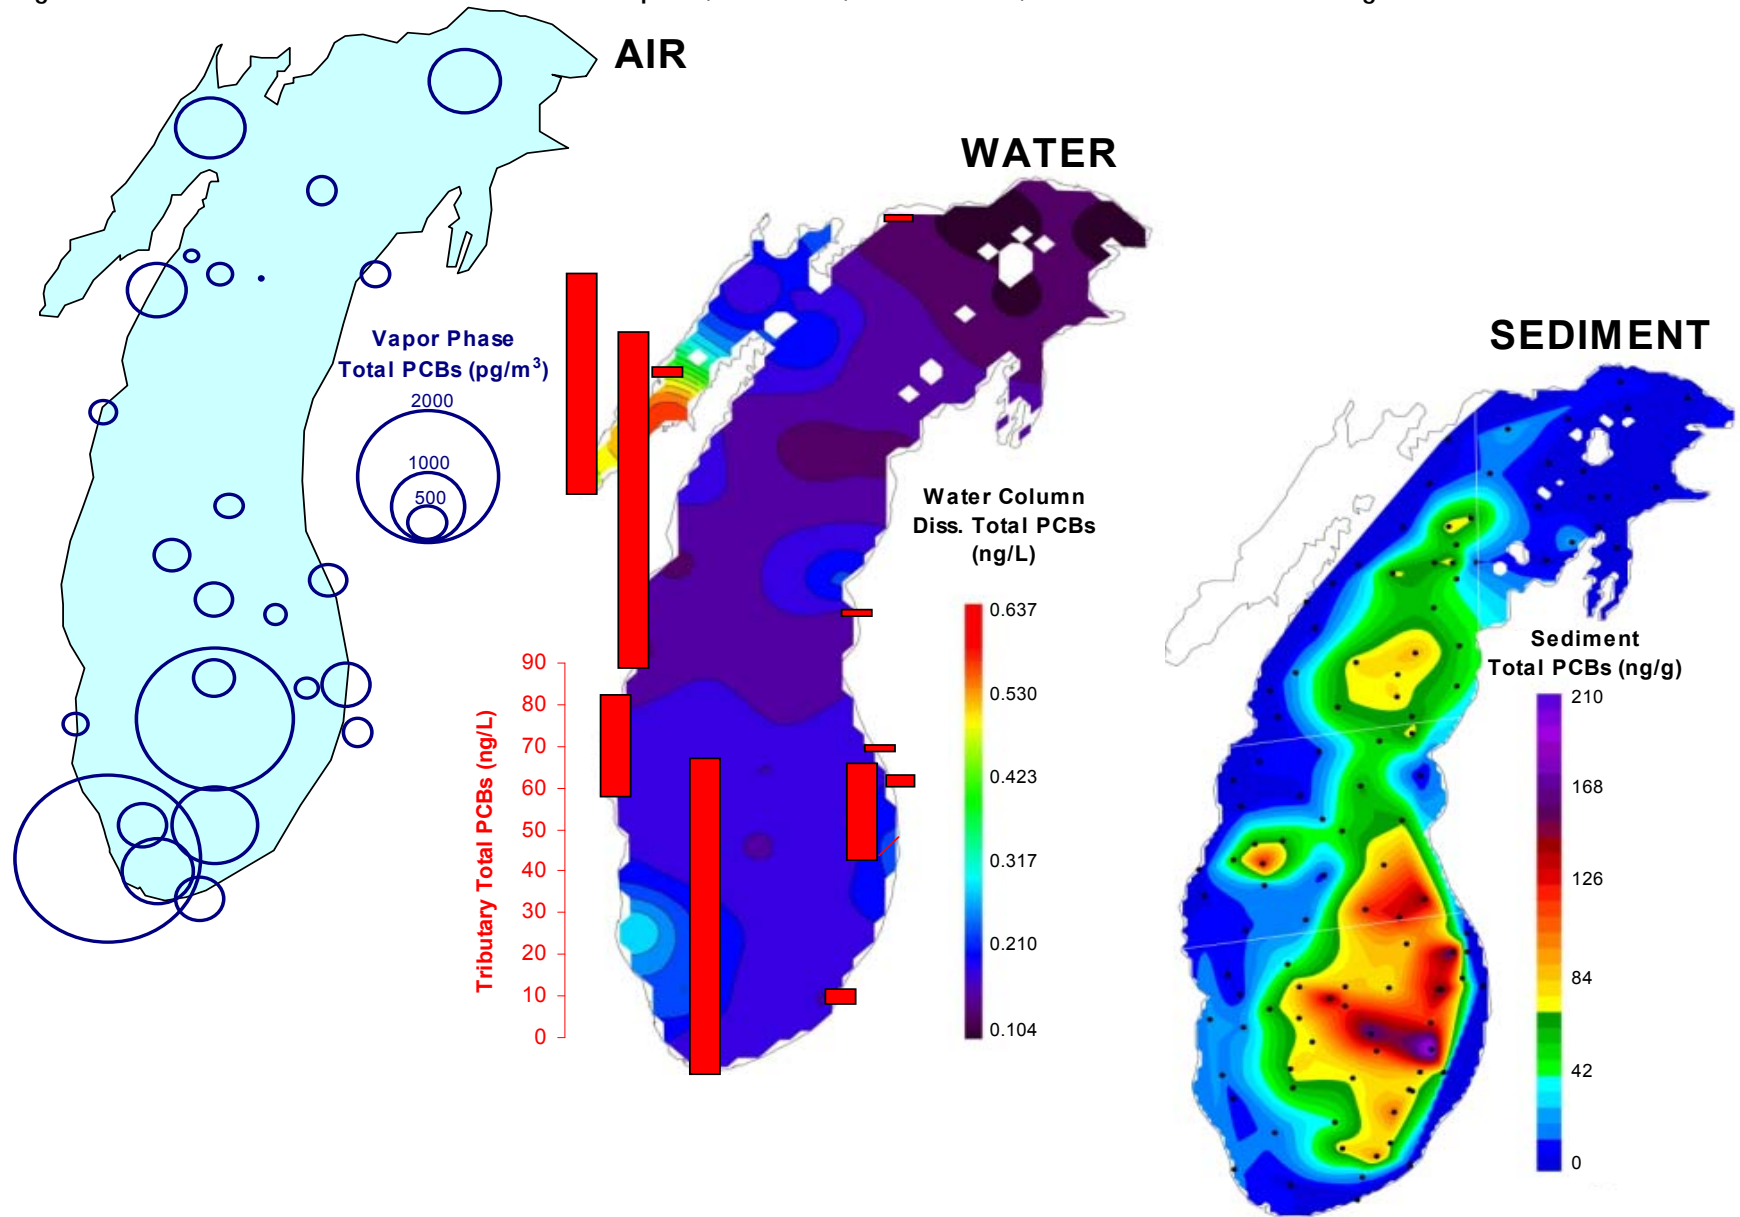 AIR
WATER
SEDIMENT
Vapor Phase
Total PCBs (pg/m³)
2000
1000
500
Water Column
Diss. Total PCBs
(ng/L)
0.637
0.530
0.423
0.317
0.210
0.104
Tributary Total PCBs (ng/L)
90
80
70
60
50
40
30
20
10
0
Sediment
Total PCBs (ng/g)
210
168
126
84
42
0